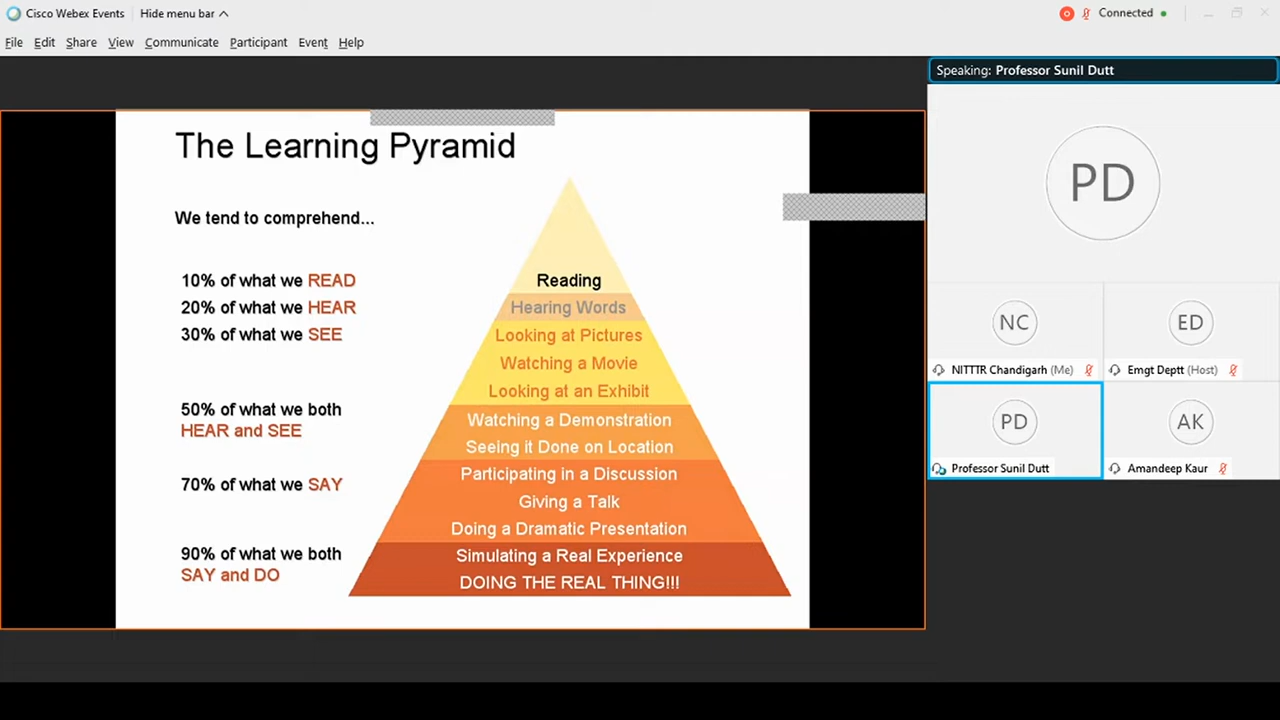 Cisco Webex Events
Hide menu bar
Connected
File Edit Share View Communicate Participant Event Help
Speaking: Professor Sunil Dutt
The Learning Pyramid
We tend to comprehend...
10% of what we READ
20% of what we HEAR
30% of what we SEE
50% of what we both
HEAR and SEE
70% of what we SAY
90% of what we both
SAY and DO
Reading
Hearing Words
Looking at Pictures
Watching a Movie
Looking at an Exhibit
Watching a Demonstration
Seeing it Done on Location
Participating in a Discussion
Giving a Talk
Doing a Dramatic Presentation
Simulating a Real Experience
DOING THE REAL THING!!!
PD
NC
NITTTR Chandigarh (Me)
ED
Emgt Deptt (Host)
PD
Professor Sunil Dutt
AK
Amandeep Kaur